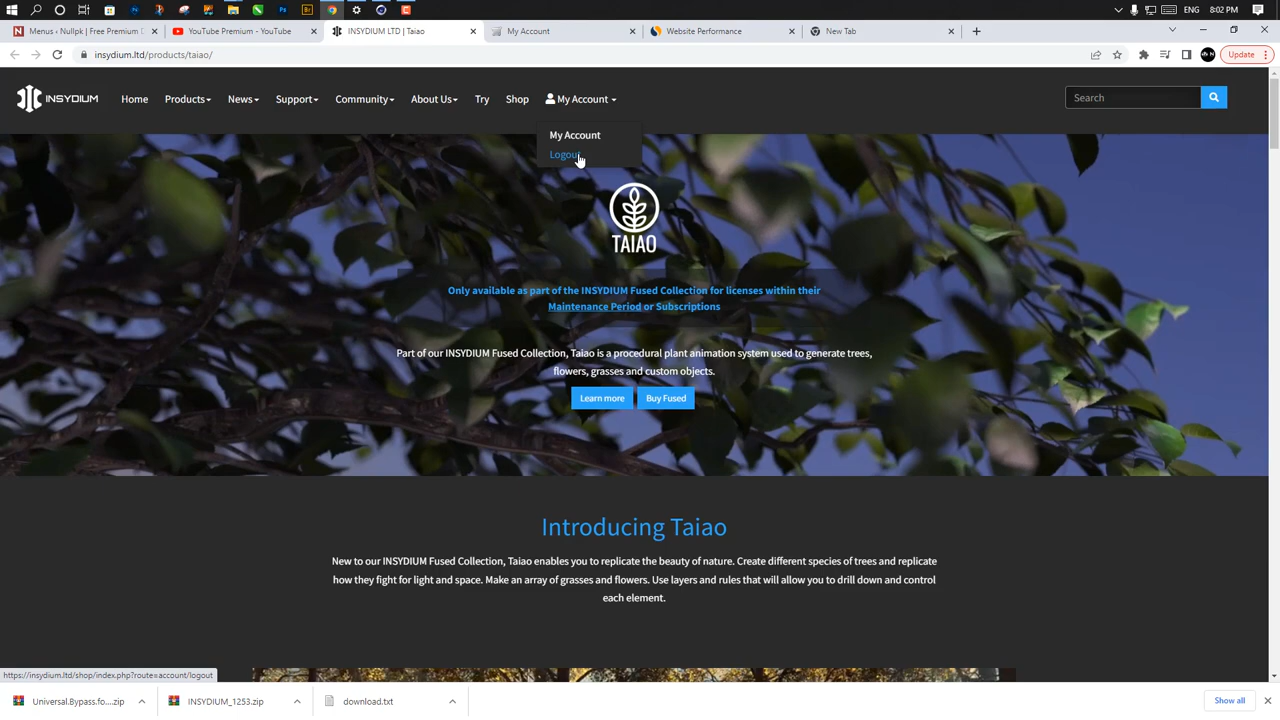 ENG 8:02 PM
Menus ‹ Nullpk | Free Premium
YouTube Premium - YouTube
INSYDIUM LTD | Taiao
My Account
Website Performance
New Tab
insydium.ltd/products/taiao/
Update
INSYDIUM
Home
Products
News
Support
Community
About Us
Try
Shop
My Account
Search
My Account
Logout
TAIAO
Only available as part of the INSYDIUM Fused Collection for licenses within their
Maintenance Period or Subscriptions
Part of our INSYDIUM Fused Collection, Taiao is a procedural plant animation system used to generate trees,
flowers, grasses and custom objects.
Learn more
Buy Fused
Introducing Taiao
New to our INSYDIUM Fused Collection, Taiao enables you to replicate the beauty of nature. Create different species of trees and replicate
how they fight for light and space. Make an array of grasses and flowers. Use layers and rules that will allow you to drill down and control
each element.
https://insydium.ltd/shop/index.php?route=account/logout
Universal.Bypass.fo....zip
INSYDIUM_1253.zip
download.txt
Show all